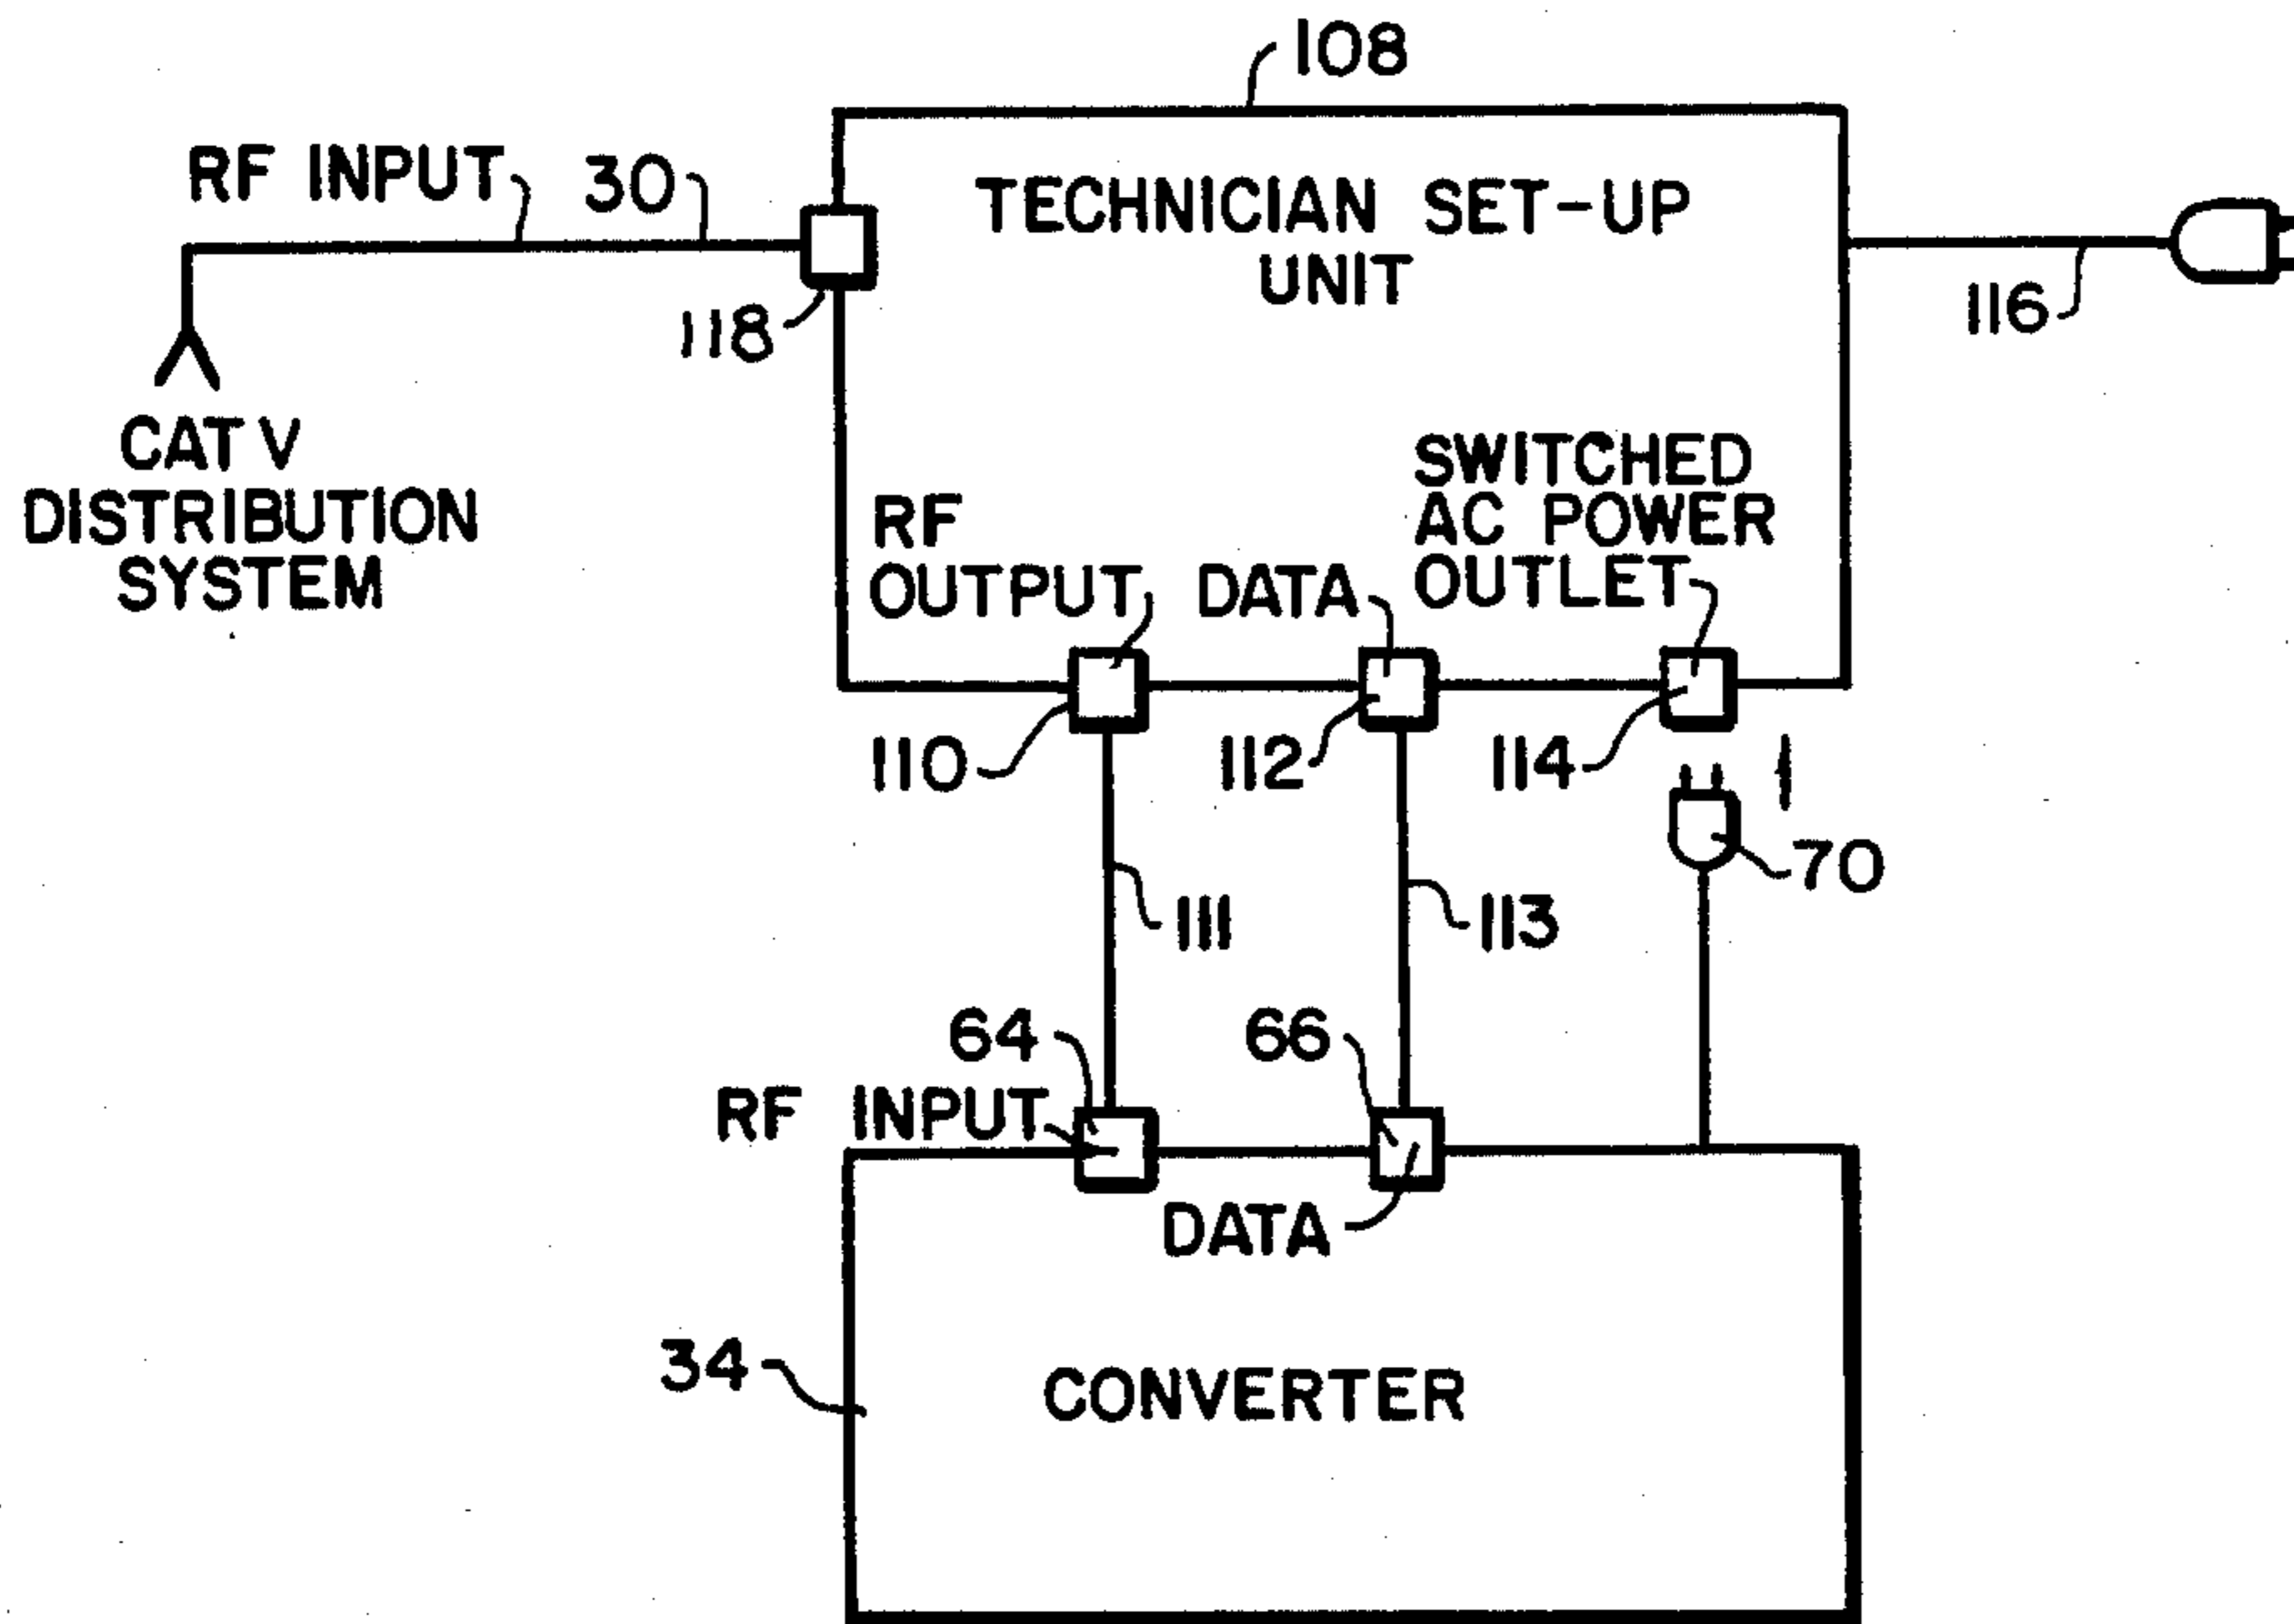 108
RF INPUT
30
TECHNICIAN SET-UP
UNIT
118
116
CATV
DISTRIBUTION
SYSTEM
RF
OUTPUT
DATA
SWITCHED
AC POWER
OUTLET
110
112
114
70
111
113
64
66
RF INPUT
DATA
34
CONVERTER